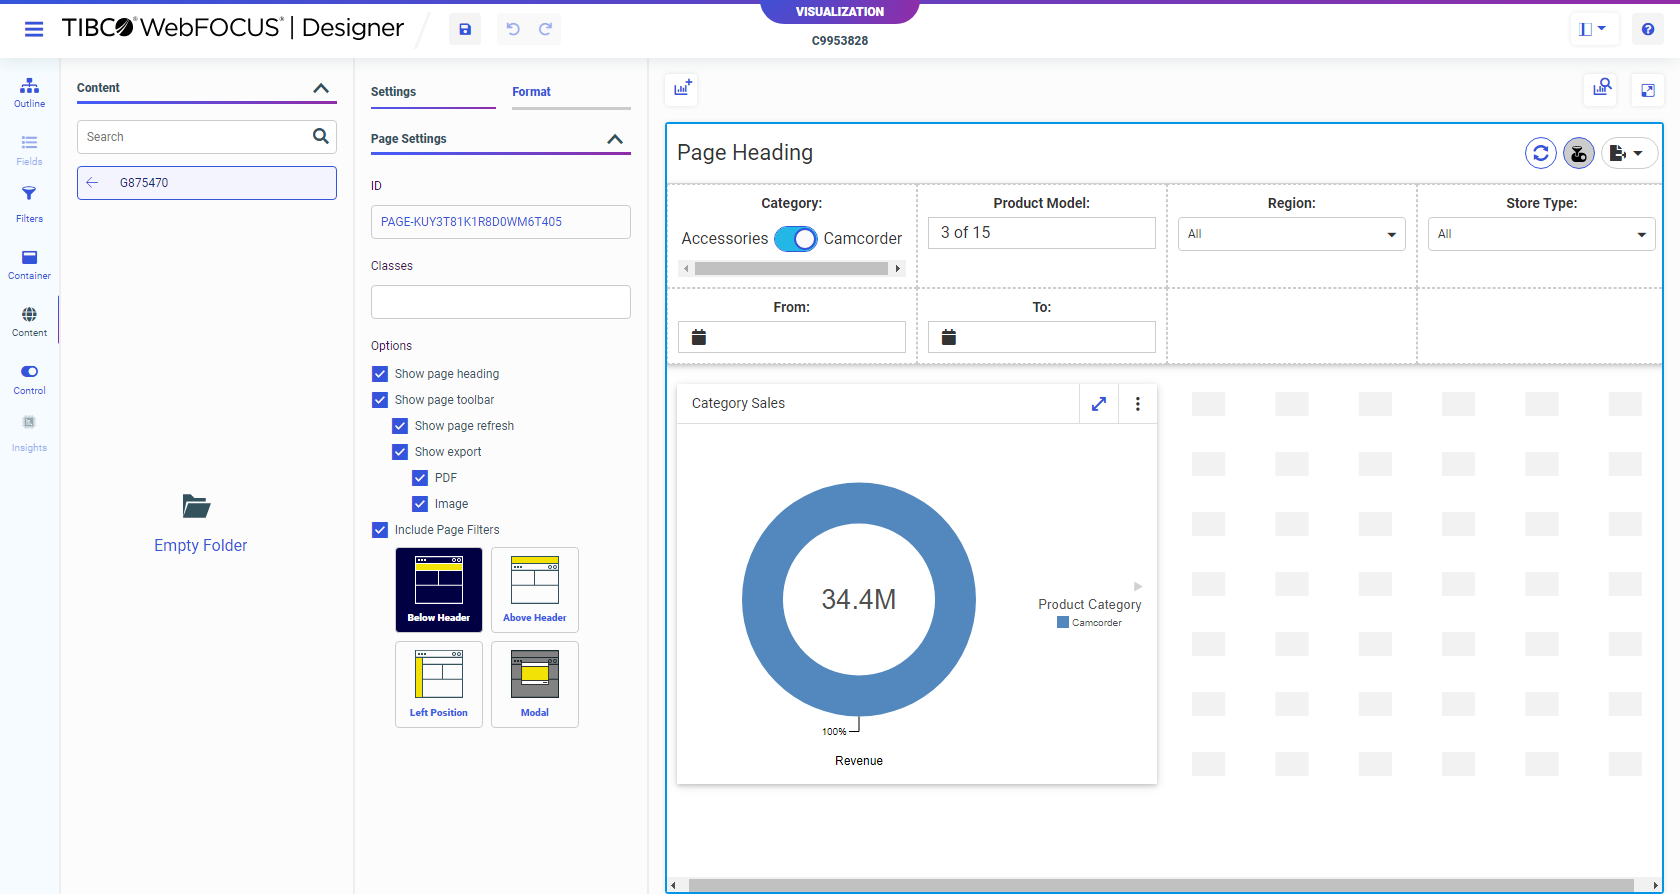 VISUALIZATION
TIBCO® WebFOCUS® | Designer
C9953828
Outline
Fields
Filters
Container
Content
Control
Insights
Content
Search
G875470
Empty Folder
Settings
Format
Page Settings
ID
PAGE-KUY3T81K1R8D0WM6T405
Classes
Options
Show page heading
Show page toolbar
Show page refresh
Show export
PDF
Image
Include Page Filters
Below Header
Above Header
Left Position
Modal
Page Heading
Category:
Product Model:
Region:
Store Type:
Accessories
Camcorder
3 of 15
All
All
From:
To:
Category Sales
34.4M
Product Category
Camcorder
100%
Revenue